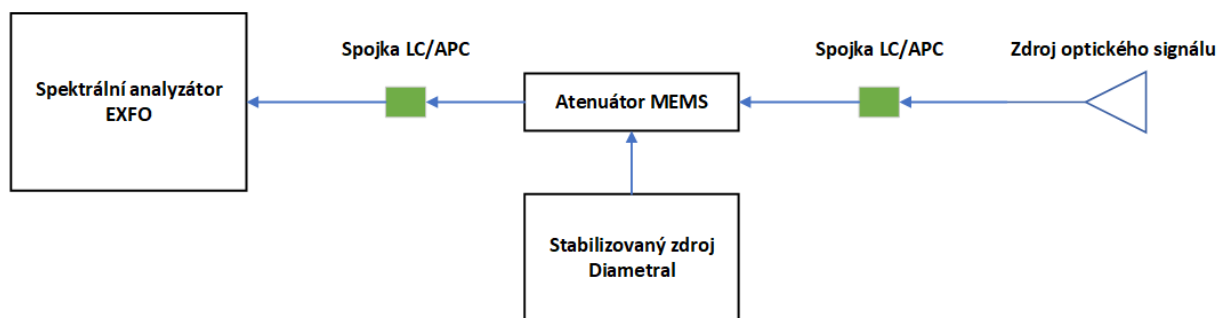 Spojka LC/APC
Spojka LC/APC
Zdroj optického signálu
Spektrální analyzátor
EXFO
Atenuátor MEMS
Stabilizovaný zdroj
Diametral